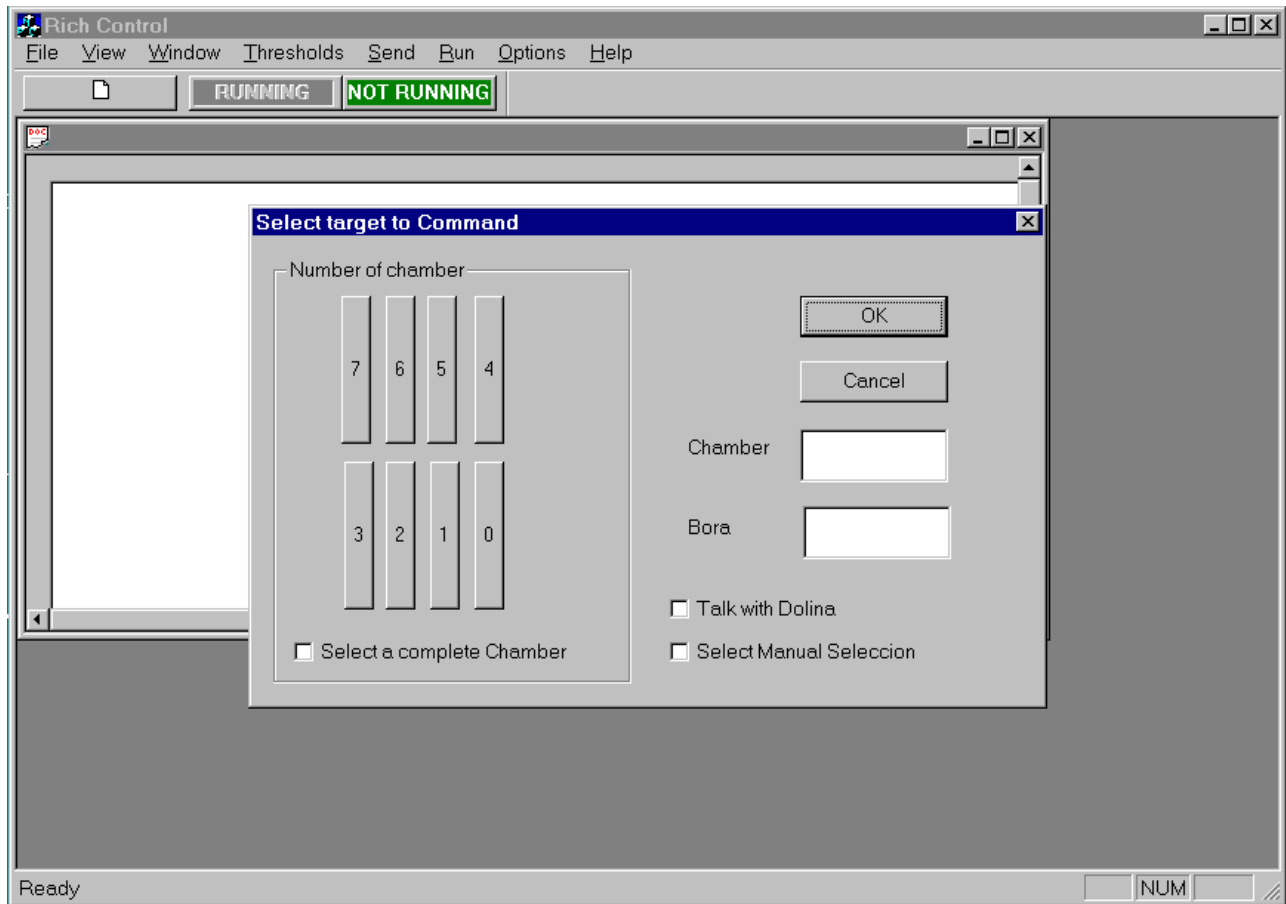 Rich Control
File View Window Thresholds Send Run Options Help
RUNNING NOT RUNNING
DOC
Select target to Command
Number of chamber
7 6 5 4
3 2 1 0
Select a complete Chamber
OK
Cancel
Chamber
Bora
Talk with Dolina
Select Manual Seleccion
Ready NUM